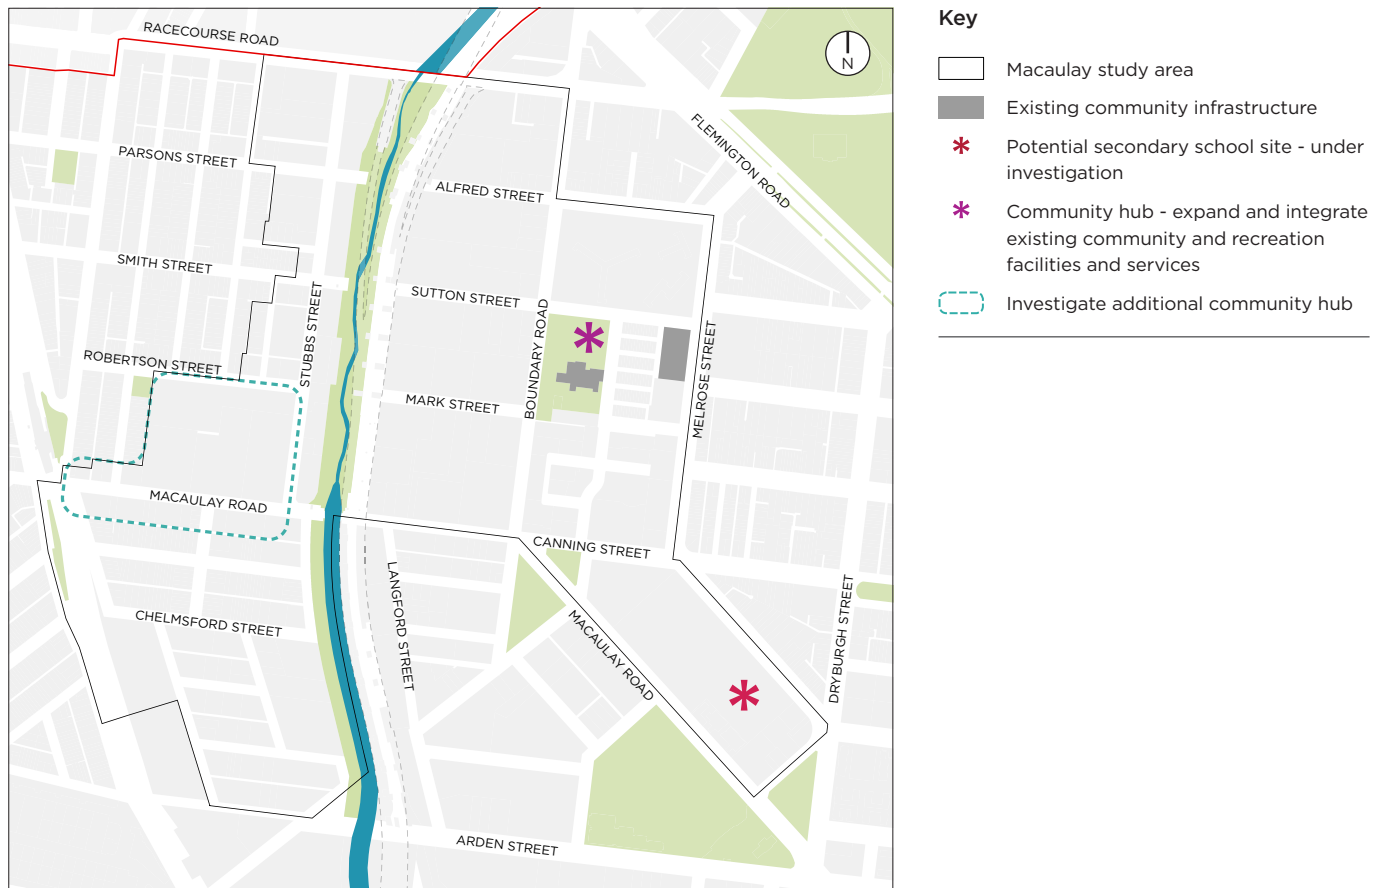 RACECOURSE ROAD
N
FLEMINGTON ROAD
PARSONS STREET
ALFRED STREET
SMITH STREET
SUTTON STREET
STUBBS STREET
BOUNDARY ROAD
MELROSE STREET
ROBERTSON STREET
MARK STREET
MACAULAY ROAD
CANNING STREET
LANGFORD STREET
DRYBURGH STREET
CHELMSFORD STREET
MACAULAY ROAD
ARDEN STREET
Key
Macaulay study area
Existing community infrastructure
Potential secondary school site - under
investigation
Community hub - expand and integrate
existing community and recreation
facilities and services
Investigate additional community hub